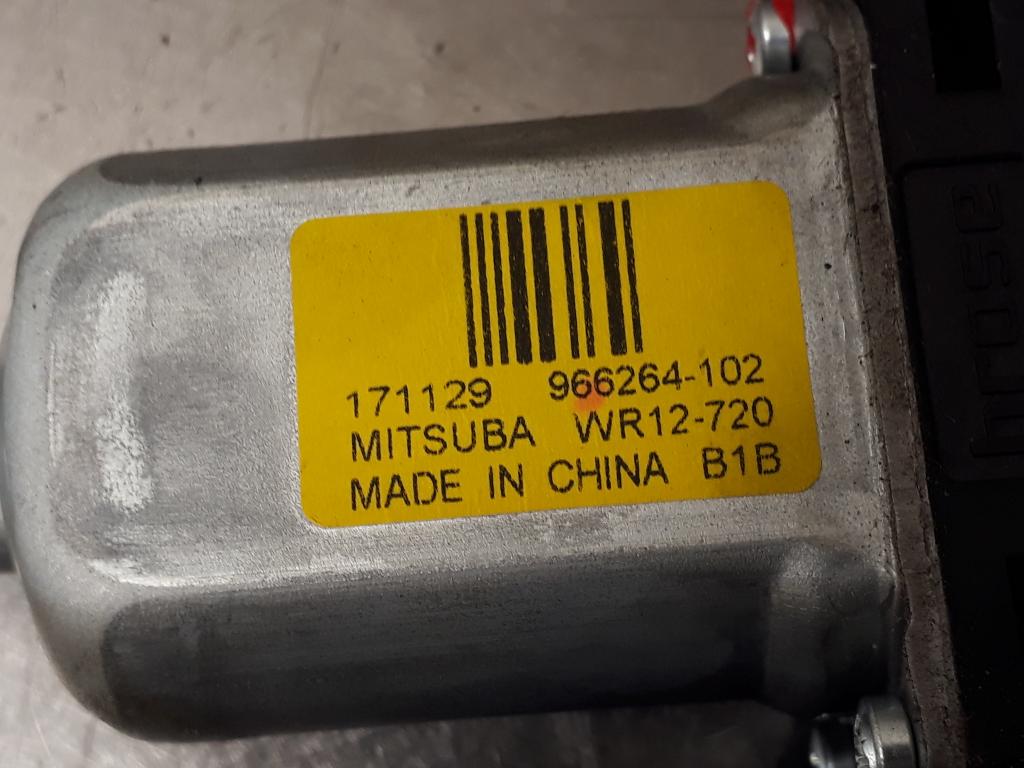 171129 966264-102
MITSUBA WR12-720
MADE IN CHINA B1B
brose